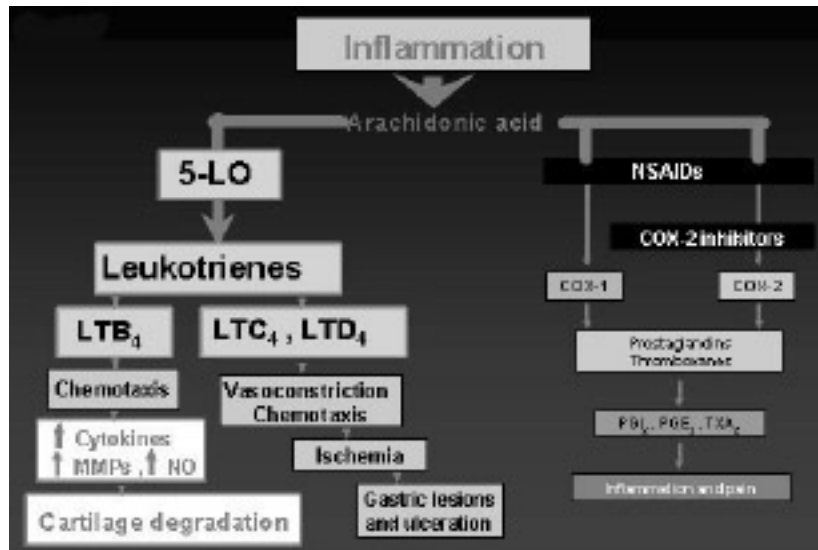 Inflammation
Arachidonic acid
5-LO
NSAIDs
COX-2 inhibitors
Leukotrienes
COX-1
COX-2
LTB4
LTC4 , LTD4
Prostaglandins
Thromboxanes
Chemotaxis
Vasoconstriction
Chemotaxis
↑ Cytokines
↑ MMPs , ↑ NO
Ischemia
Inflammation and pain
Gastric lesions
and ulceration
Cartilage degradation